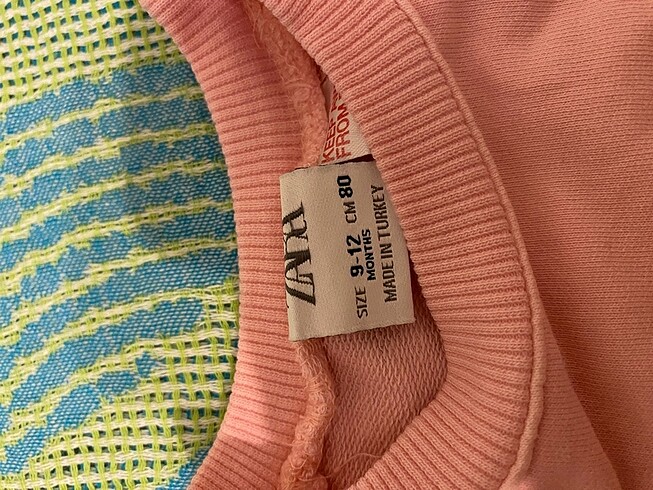 ZARA
SIZE 9-12 CM 80
MONTHS
MADE IN TURKEY
KEEP
FROM